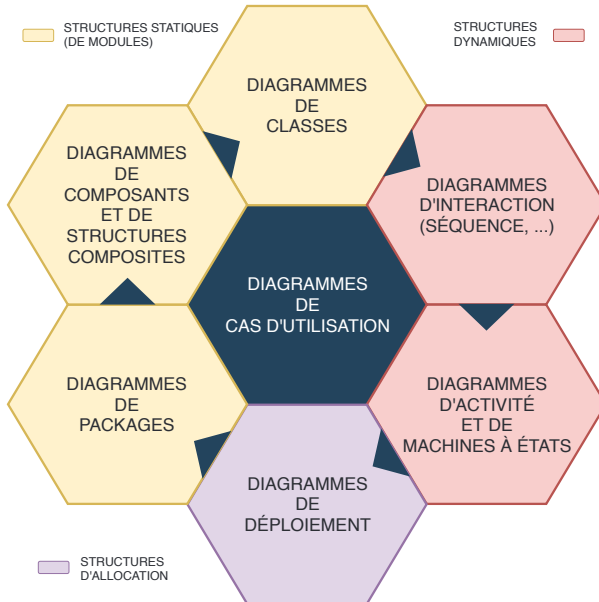 STRUCTURES STATIQUES
(DE MODULES)
STRUCTURES
DYNAMIQUES
DIAGRAMMES
DE
CLASSES
DIAGRAMMES
DE
COMPOSANTS
ET DE
STRUCTURES
COMPOSITES
DIAGRAMMES
D'INTERACTION
(SÉQUENCE, ...)
DIAGRAMMES
DE
CAS D'UTILISATION
DIAGRAMMES
DE
PACKAGES
DIAGRAMMES
D'ACTIVITÉ
ET DE
MACHINES À ÉTATS
DIAGRAMMES
DE
DÉPLOIEMENT
STRUCTURES
D'ALLOCATION